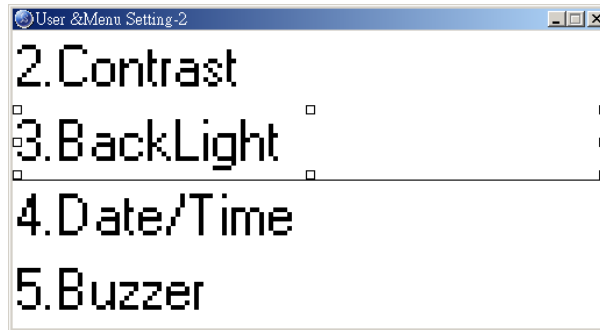 User &Menu Setting-2
2.Contrast
3.BackLight
4.Date/Time
5.Buzzer